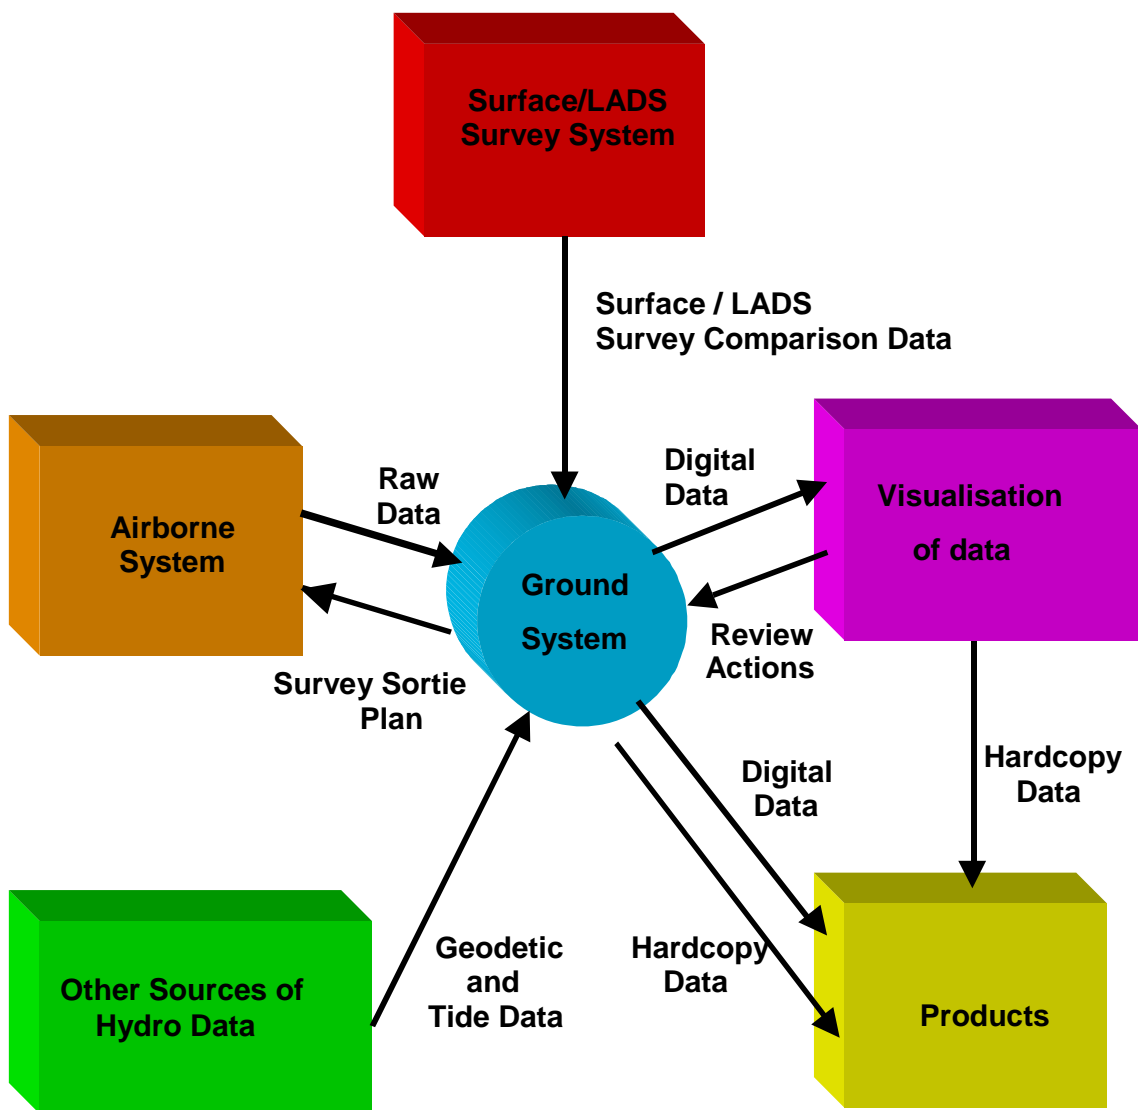 Surface/LADS
Survey System
Surface / LADS
Survey Comparison Data
Raw
Data
Digital
Data
Visualisation
of data
Airborne
System
Ground
System
Review
Actions
Survey Sortie
Plan
Digital
Data
Hardcopy
Data
Geodetic
and
Tide Data
Hardcopy
Data
Other Sources of
Hydro Data
Products